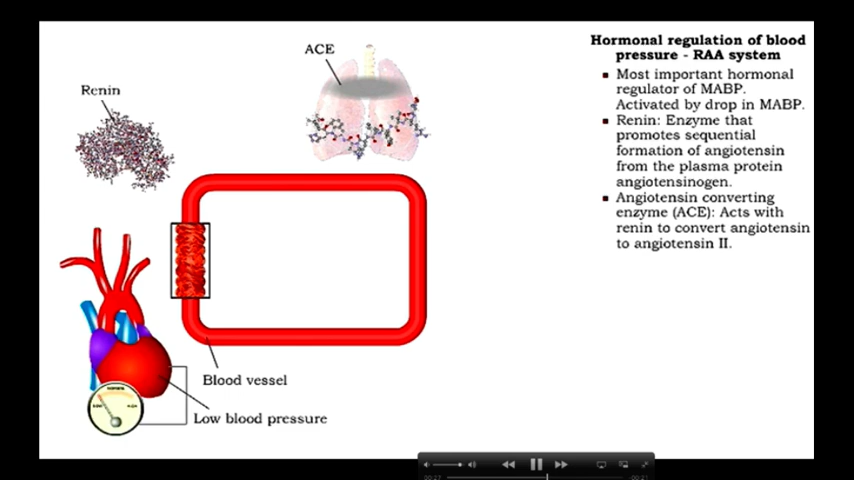 Hormonal regulation of blood
pressure - RAA system
ACE
Renin
▪ Most important hormonal
regulator of MABP.
Activated by drop in MABP.
▪ Renin: Enzyme that
promotes sequential
formation of angiotensin
from the plasma protein
angiotensinogen.
▪ Angiotensin converting
enzyme (ACE): Acts with
renin to convert angiotensin
to angiotensin II.
Blood vessel
Low blood pressure
00:27